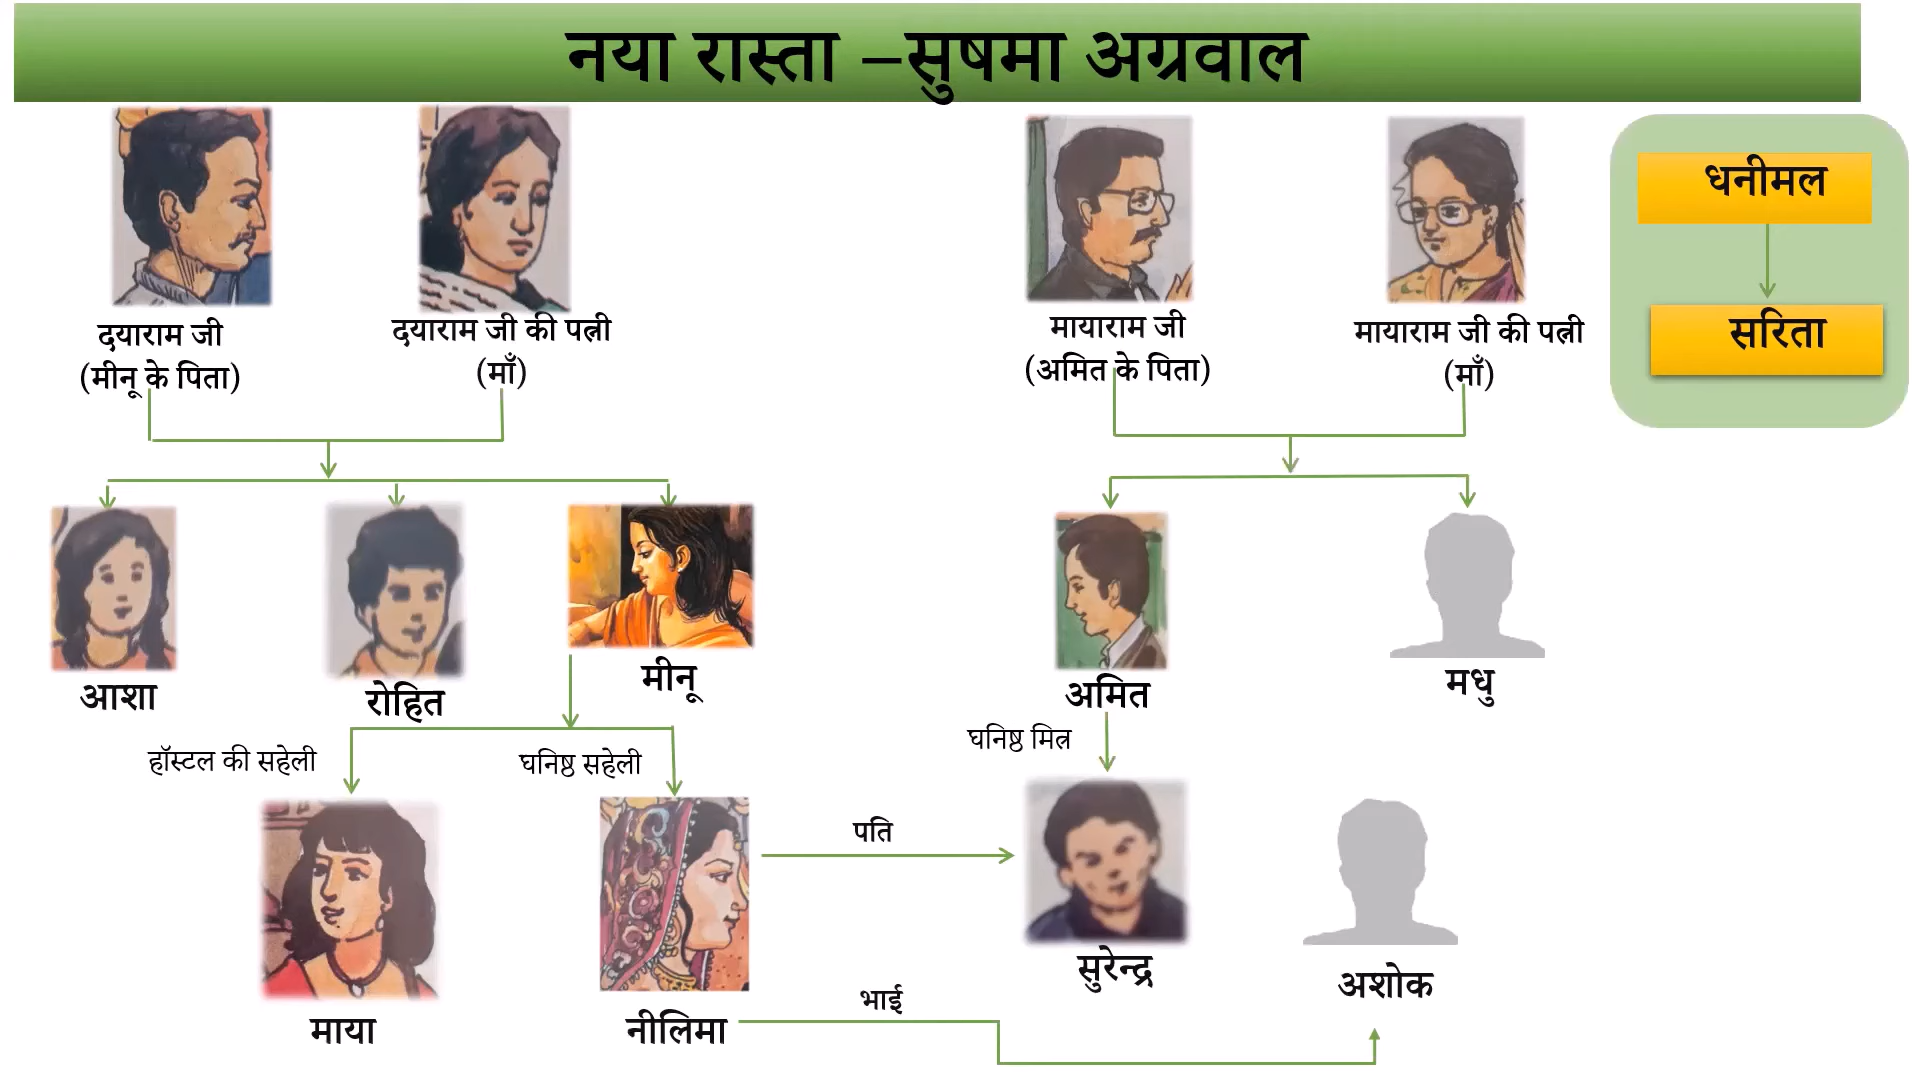 नया रास्ता –सुषमा अग्रवाल
धनीमल
सरिता
दयाराम जी
(मीनू के पिता)
दयाराम जी की पत्नी
(माँ)
मायाराम जी
(अमित के पिता)
मायाराम जी की पत्नी
(माँ)
आशा
रोहित
मीनू
अमित
मधु
हॉस्टल की सहेली
घनिष्ठ सहेली
घनिष्ठ मित्र
पति
सुरेन्द्र
अशोक
भाई
माया
नीलिमा